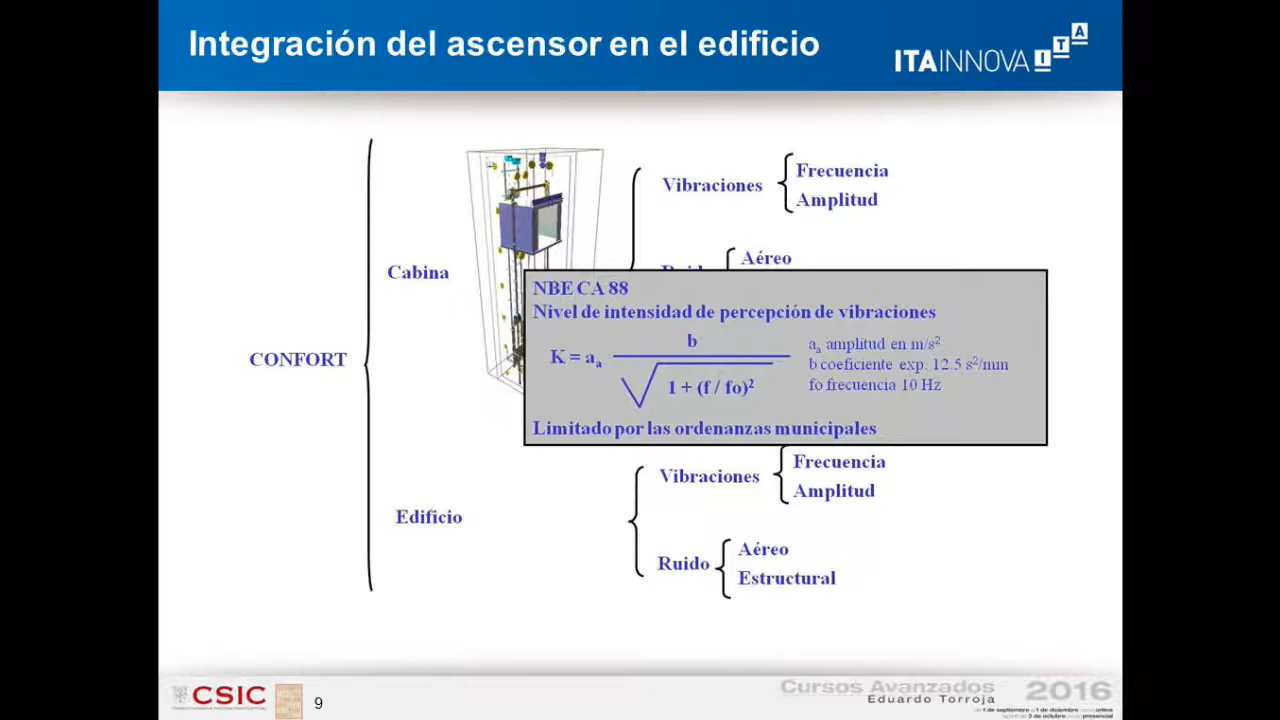 Integración del ascensor en el edificio
ITAINNOVA ITA
Vibraciones
Frecuencia
Amplitud
Cabina
Aéreo
NBE CA 88
Nivel de intensidad de percepción de vibraciones
K = aa b / √ 1 + (f / fo)²
aa amplitud en m/s²
b coeficiente exp. 12.5 s²/mm
fo frecuencia 10 Hz
Limitado por las ordenanzas municipales
CONFORT
Vibraciones
Frecuencia
Amplitud
Edificio
Ruido
Aéreo
Estructural
CSIC
9
Cursos Avanzados 2016
Eduardo Torroja